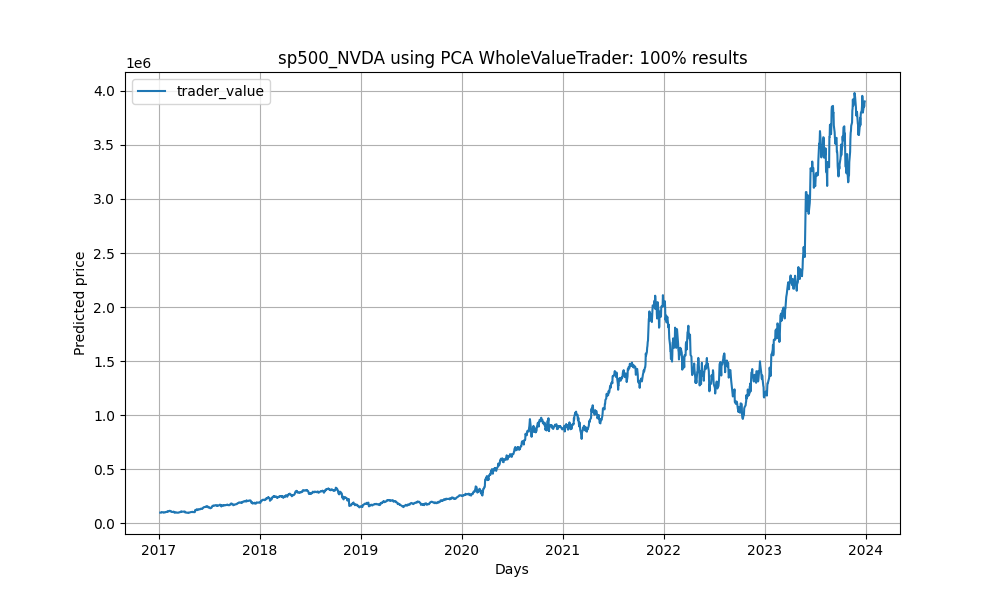 sp500_NVDA using PCA WholeValueTrader: 100% results
1e6
trader_value
4.0
3.5
3.0
2.5
2.0
1.5
1.0
0.5
0.0
Predicted price
2017 2018 2019 2020 2021 2022 2023 2024
Days